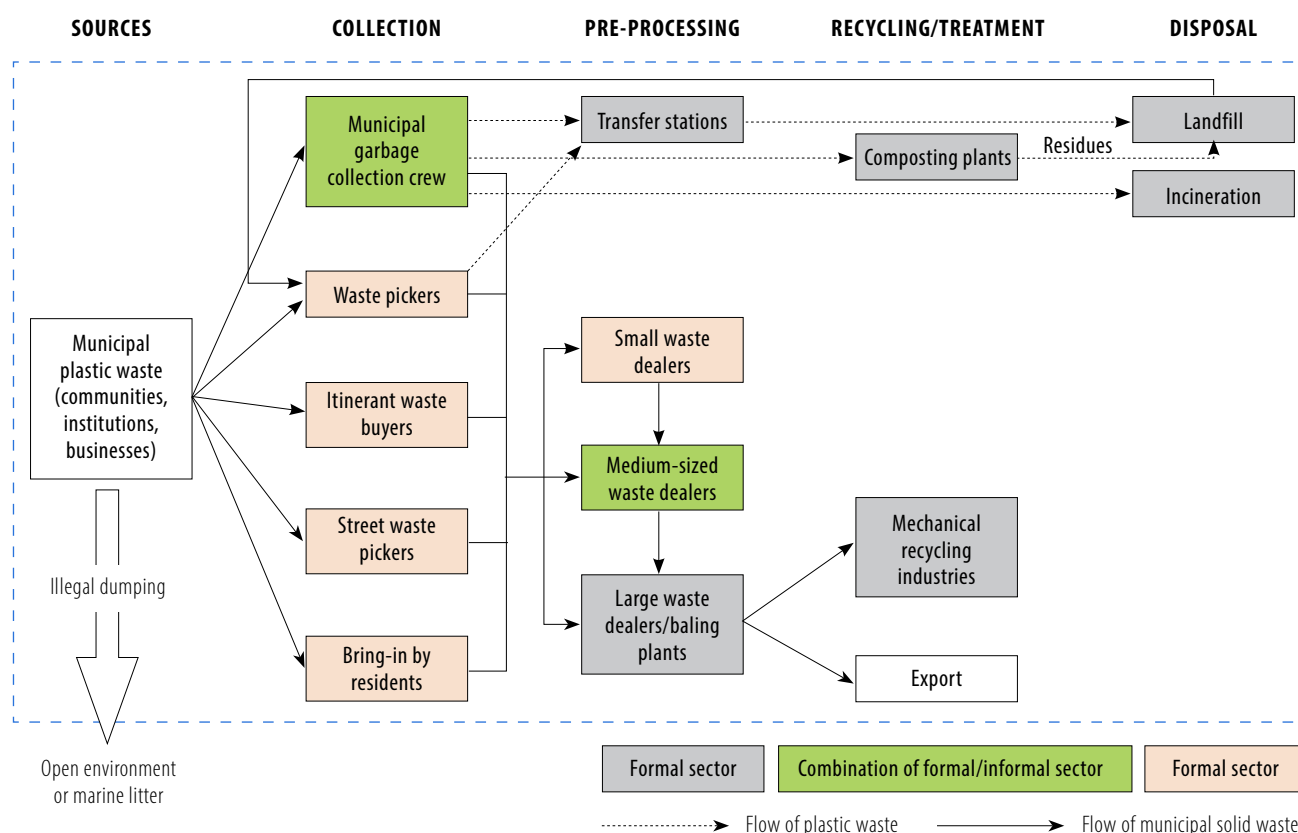 SOURCES
COLLECTION
PRE-PROCESSING
RECYCLING/TREATMENT
DISPOSAL
Municipal
garbage
collection crew
Transfer stations
Landfill
Composting plants
Residues
Incineration
Waste pickers
Municipal
plastic waste
(communities,
institutions,
businesses)
Small waste
dealers
Itinerant waste
buyers
Medium-sized
waste dealers
Street waste
pickers
Mechanical
recycling
industries
Illegal dumping
Large waste
dealers/baling
plants
Bring-in by
residents
Export
Open environment
or marine litter
Formal sector
Combination of formal/informal sector
Formal sector
Flow of plastic waste
Flow of municipal solid waste